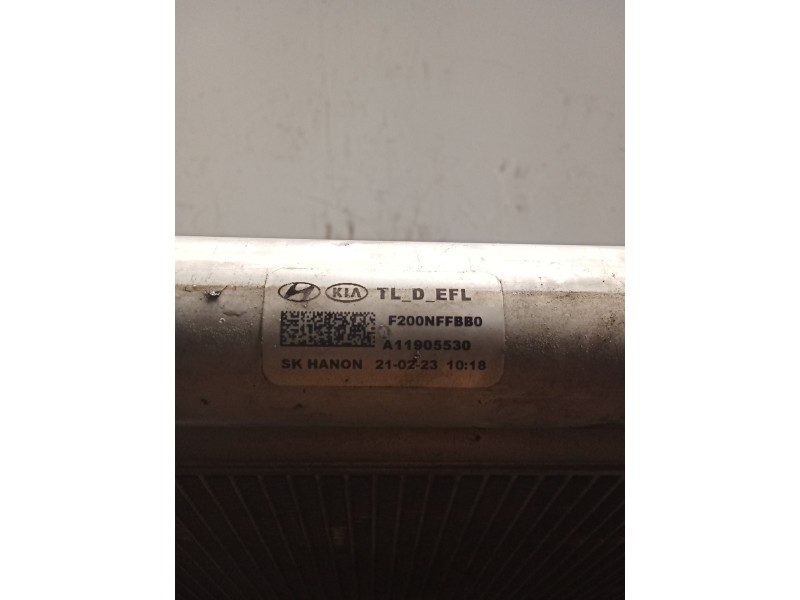 KIA TL_D_EFL
F200NFFBB0
A11905530
SK HANON 21-02-23 10:18